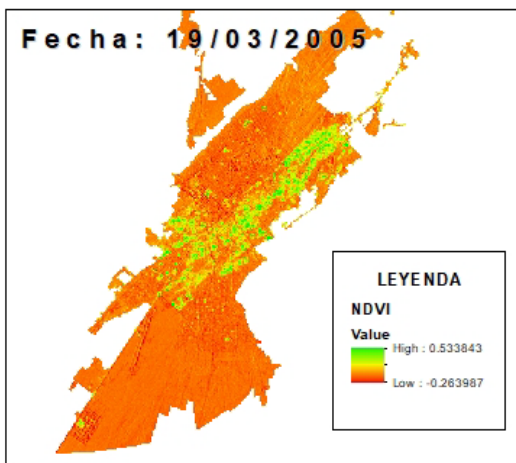 Fecha: 19/03/2005
LEYENDA
NDVI
Value
High : 0.533843
Low : -0.263987